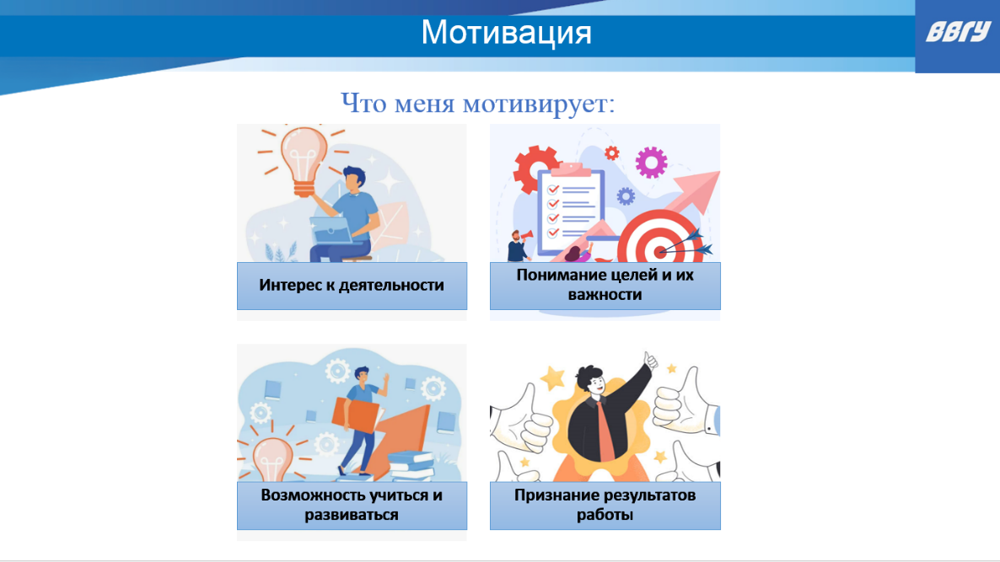 Мотивация
ВВГУ
Что меня мотивирует:
Интерес к деятельности
Понимание целей и их
важности
Возможность учиться и
развиваться
Признание результатов
работы